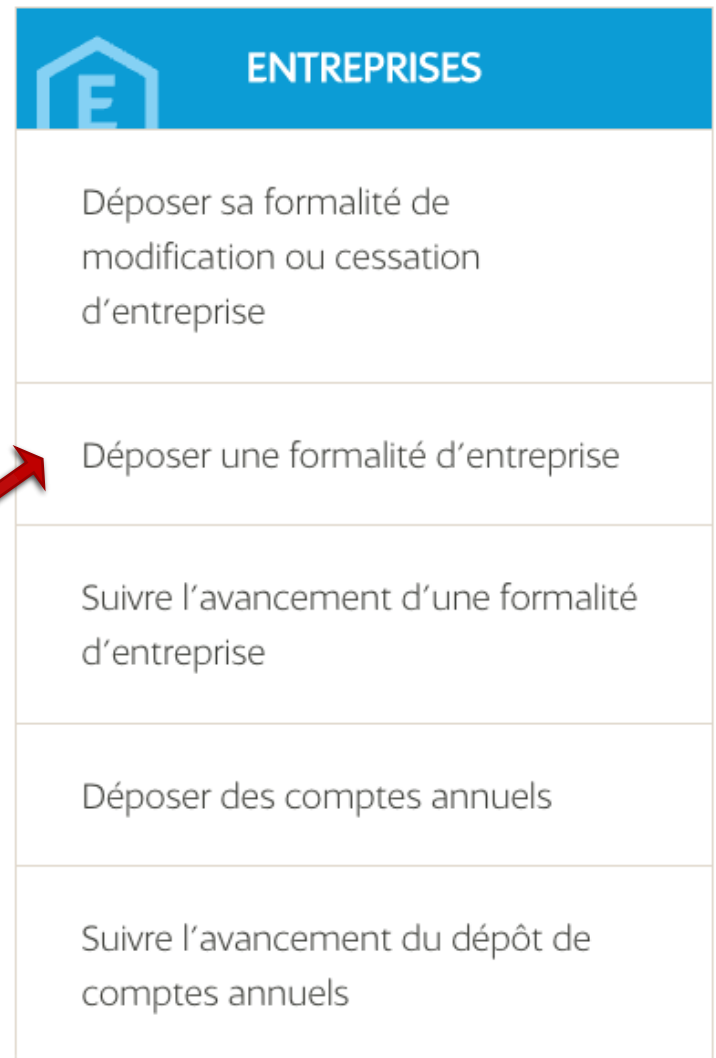 E
ENTREPRISES
Déposer sa formalité de
modification ou cessation
d’entreprise
Déposer une formalité d’entreprise
Suivre l’avancement d’une formalité
d’entreprise
Déposer des comptes annuels
Suivre l’avancement du dépôt de
comptes annuels